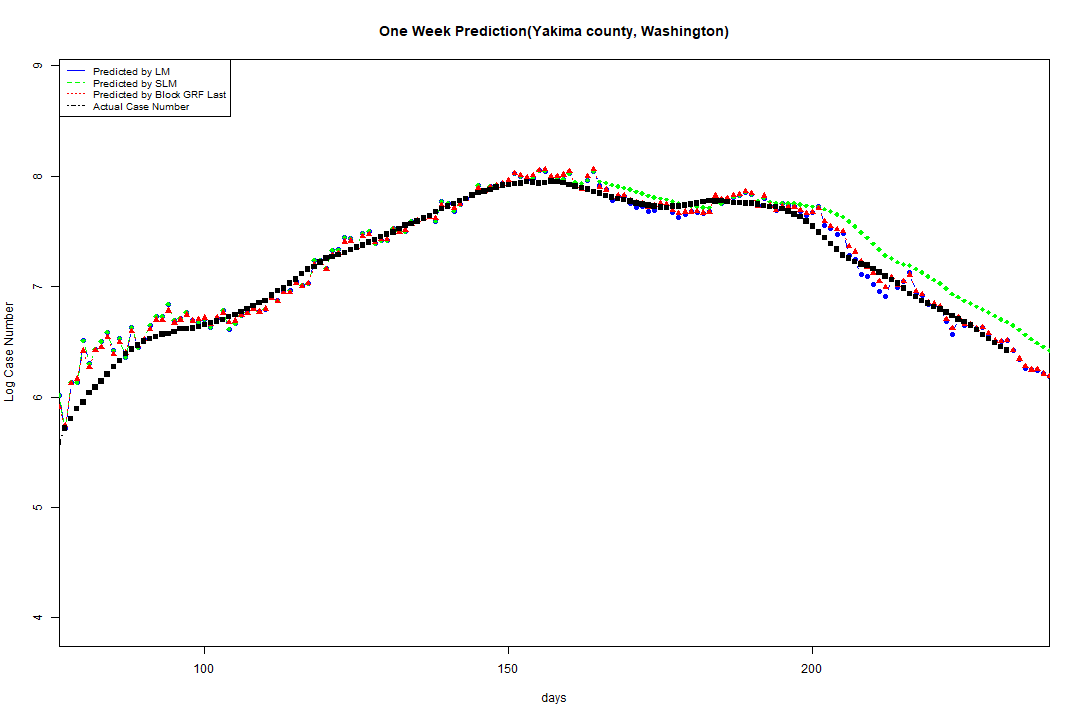 One Week Prediction(Yakima county, Washington)
Predicted by LM
Predicted by SLM
Predicted by Block GRF Last
Actual Case Number
9
8
7
6
5
4
Log Case Number
100 150 200
days